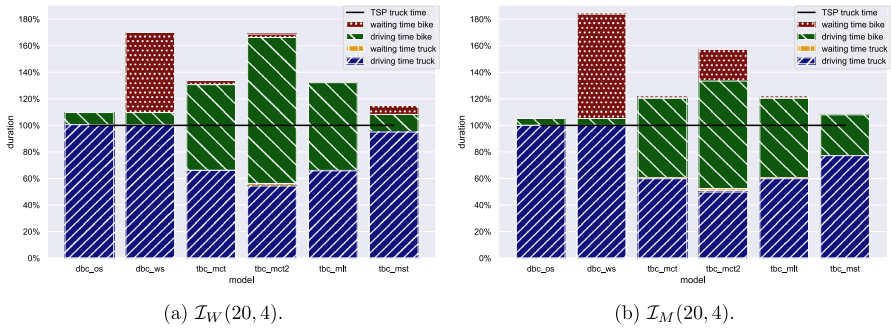 180%
160%
140%
120%
100%
80%
60%
40%
20%
0%
duration
TSP truck time
waiting time bike
driving time bike
waiting time truck
driving time truck
dbc_os dbc_ws tbc_mct tbc_mct2 tbc_mlt tbc_mst
model
(a) 𝓘_W(20, 4).
180%
160%
140%
120%
100%
80%
60%
40%
20%
0%
duration
TSP truck time
waiting time bike
driving time bike
waiting time truck
driving time truck
dbc_os dbc_ws tbc_mct tbc_mct2 tbc_mlt tbc_mst
model
(b) 𝓘_M(20, 4).